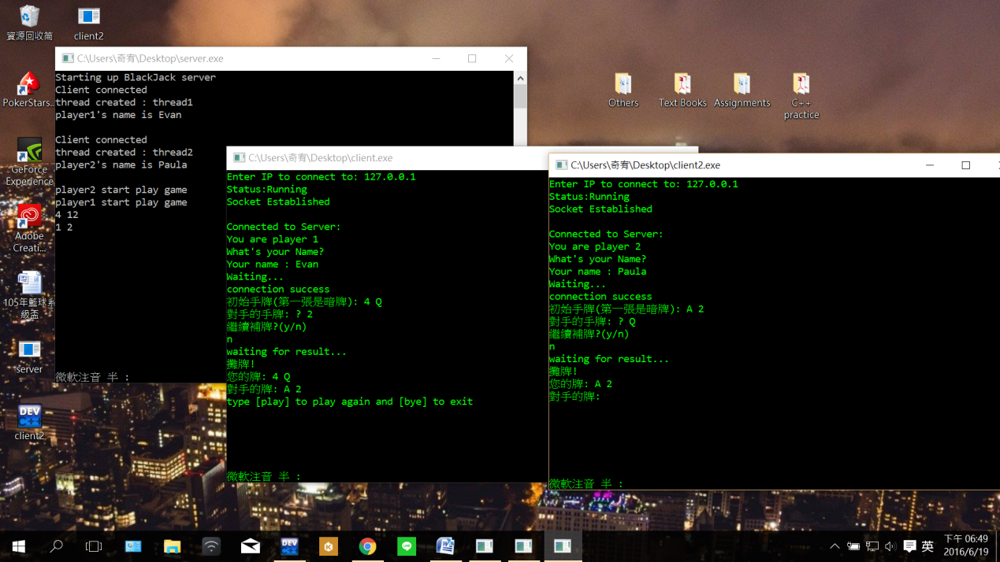 資源回收筒
client2
PokerStars...
GeForce
Experience
Adobe
Creati...
105年籃球系
級盃
server
client2
Others
Text Books
Assignments
C++
practice
C:\Users\奇宥\Desktop\server.exe
Starting up BlackJack server
Client connected
thread created : thread1
player1's name is Evan
Client connected
thread created : thread2
player2's name is Paula
player2 start play game
player1 start play game
4 12
1 2
微軟注音 半 :
C:\Users\奇宥\Desktop\client.exe
Enter IP to connect to: 127.0.0.1
Status:Running
Socket Established
Connected to Server:
You are player 1
What's your Name?
Your name : Evan
Waiting...
connection success
初始手牌(第一張是暗牌): 4 Q
對手的手牌: ? 2
繼續補牌?(y/n)
n
waiting for result...
攤牌!
您的牌: 4 Q
對手的牌: A 2
type [play] to play again and [bye] to exit
微軟注音 半 :
C:\Users\奇宥\Desktop\client2.exe
Enter IP to connect to: 127.0.0.1
Status:Running
Socket Established
Connected to Server:
You are player 2
What's your Name?
Your name : Paula
Waiting...
connection success
初始手牌(第一張是暗牌): A 2
對手的手牌: ? Q
繼續補牌?(y/n)
n
waiting for result...
攤牌!
您的牌: A 2
對手的牌:
微軟注音 半 :
DEV
DEV
英
下午 06:49
2016/6/19